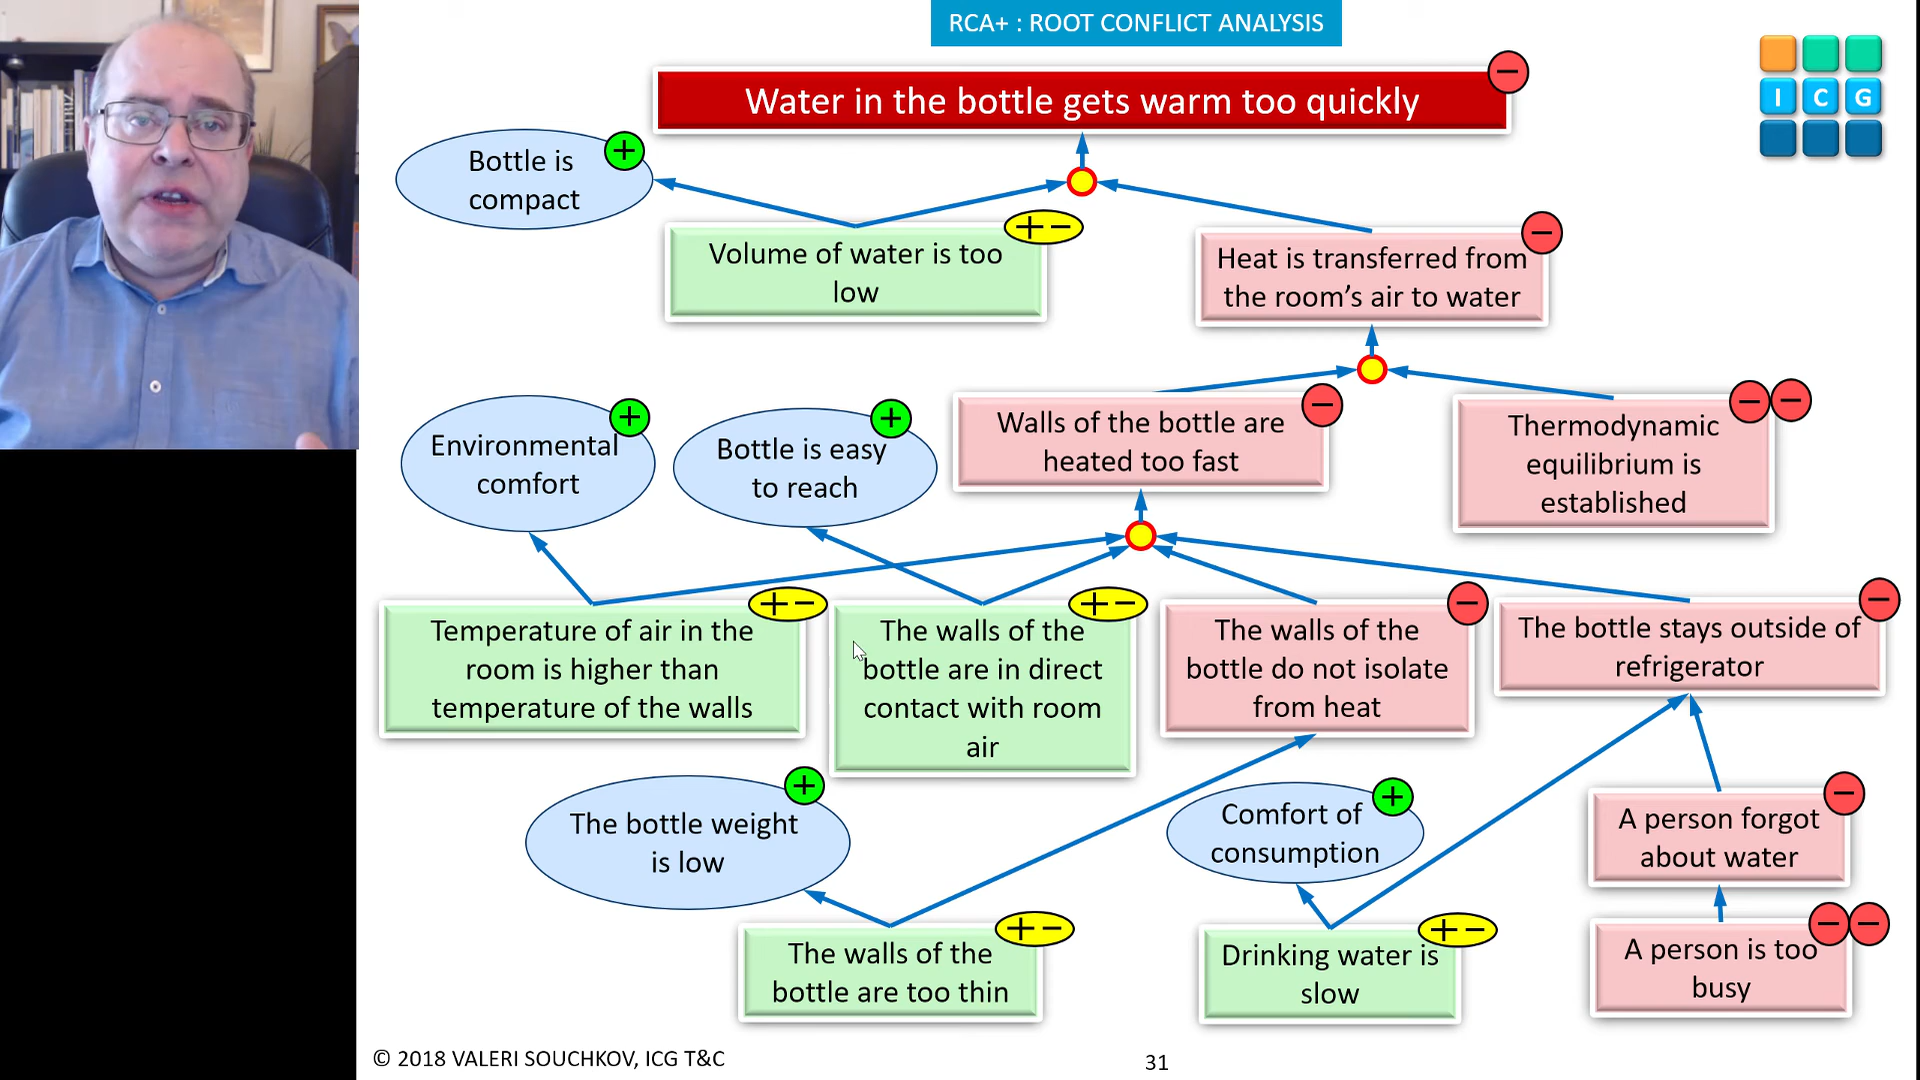 RCA+ : ROOT CONFLICT ANALYSIS
Water in the bottle gets warm too quickly
−
I C G
Bottle is
compact
+
Volume of water is too
low
+ −
Heat is transferred from
the room's air to water
−
Environmental
comfort
+
Bottle is easy
to reach
+
Walls of the bottle are
heated too fast
−
Thermodynamic
equilibrium is
established
− −
Temperature of air in the
room is higher than
temperature of the walls
+ −
The walls of the
bottle are in direct
contact with room
air
+ −
The walls of the
bottle do not isolate
from heat
−
The bottle stays outside of
refrigerator
−
The bottle weight
is low
+
Comfort of
consumption
+
A person forgot
about water
−
The walls of the
bottle are too thin
+ −
Drinking water is
slow
+ −
A person is too
busy
− −
© 2018 VALERI SOUCHKOV, ICG T&C
31